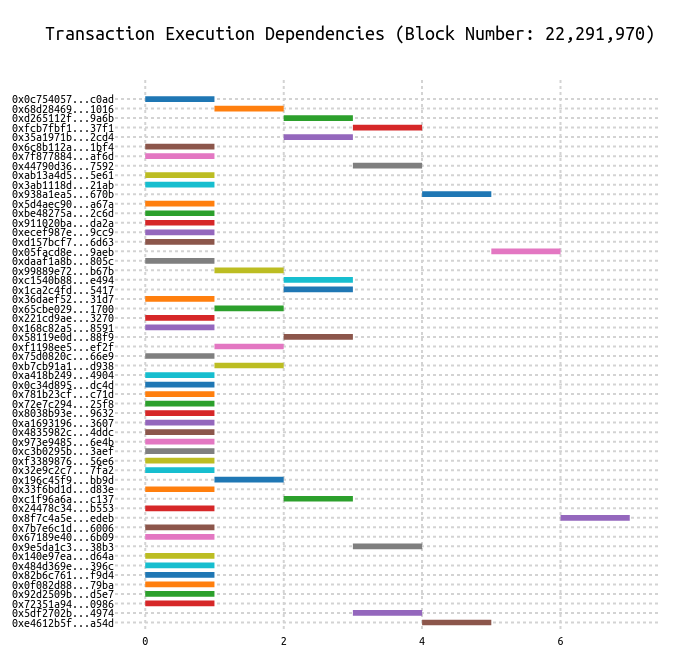 Transaction Execution Dependencies (Block Number: 22,291,970)
0x0c754057...c0ad
0x68d28469...1016
0xd265112f...9a6b
0xfcb7fbf1...37f1
0x35a1971b...2cd4
0x6c8b112a...1bf4
0x7f877884...af6d
0x44790d36...7592
0xab13a4d5...5e61
0x3ab1118d...21ab
0x938a1ea5...670b
0x5d4aec90...a67a
0xbe48275a...2c6d
0x911020ba...da2a
0xecef987e...9cc9
0xd157bcf7...6d63
0x05facd8e...9aeb
0xdaaf1a8b...805c
0x99889e72...b67b
0xc1540b88...e494
0x1ca2c4fd...5417
0x36daef52...31d7
0x65cbe029...1700
0x221cd9ae...3270
0x168c82a5...8591
0x58119e0d...88f9
0xf1198ee5...ef2f
0x75d0820c...66e9
0xb7cb91a1...d938
0xa418b249...4904
0x0c34d895...dc4d
0x781b23cf...c71d
0x72e7c294...25f8
0x8038b93e...9632
0xa1693196...3607
0x4835982c...4ddc
0x973e9485...6e4b
0xc3b0295b...3aef
0xf3389876...56e6
0x32e9c2c7...7fa2
0x196c45f9...bb9d
0x33f6bd1d...d83e
0xc1f96a6a...c137
0x24478c34...b553
0x8f7c4a5e...edeb
0x7b7e6c1d...6006
0x67189e40...6b09
0x9e5da1c3...38b3
0x140e97ea...d64a
0x484d369e...396c
0x82b6c761...f9d4
0x0f082d88...79ba
0x92d2509b...d5e7
0x72351a94...0986
0x5df2702b...4974
0xe4612b5f...a54d
0 2 4 6